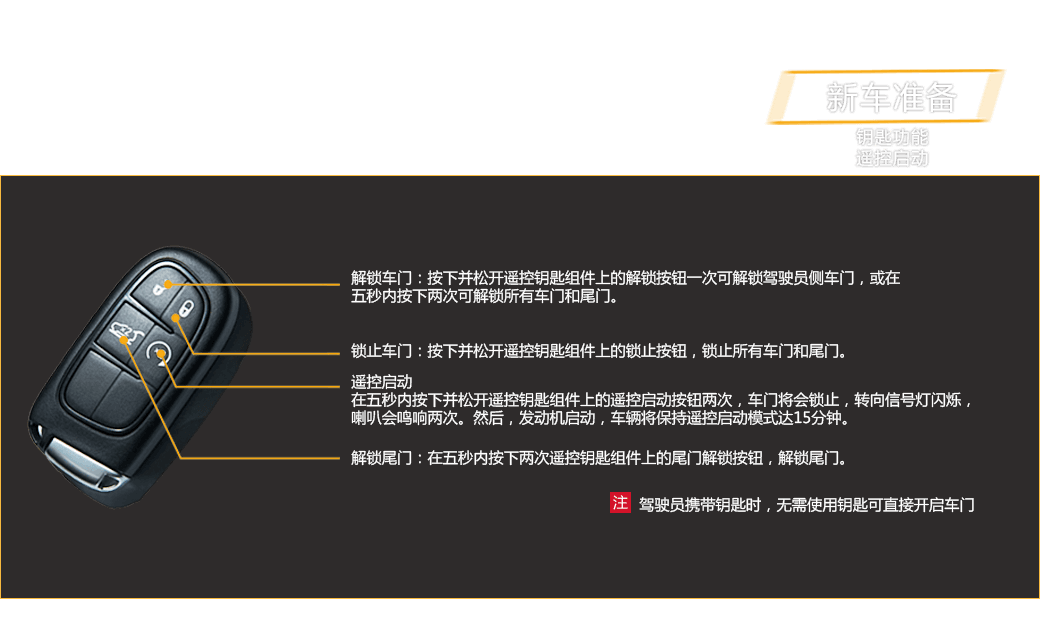 新车准备
钥匙功能
遥控启动
解锁车门：按下并松开遥控钥匙组件上的解锁按钮一次可解锁驾驶员侧车门，或在
五秒内按下两次可解锁所有车门和尾门。
锁止车门：按下并松开遥控钥匙组件上的锁止按钮，锁止所有车门和尾门。
遥控启动
在五秒内按下并松开遥控钥匙组件上的遥控启动按钮两次，车门将会锁止，转向信号灯闪烁，
喇叭会鸣响两次。然后，发动机启动，车辆将保持遥控启动模式达15分钟。
解锁尾门：在五秒内按下两次遥控钥匙组件上的尾门解锁按钮，解锁尾门。
注 驾驶员携带钥匙时，无需使用钥匙可直接开启车门